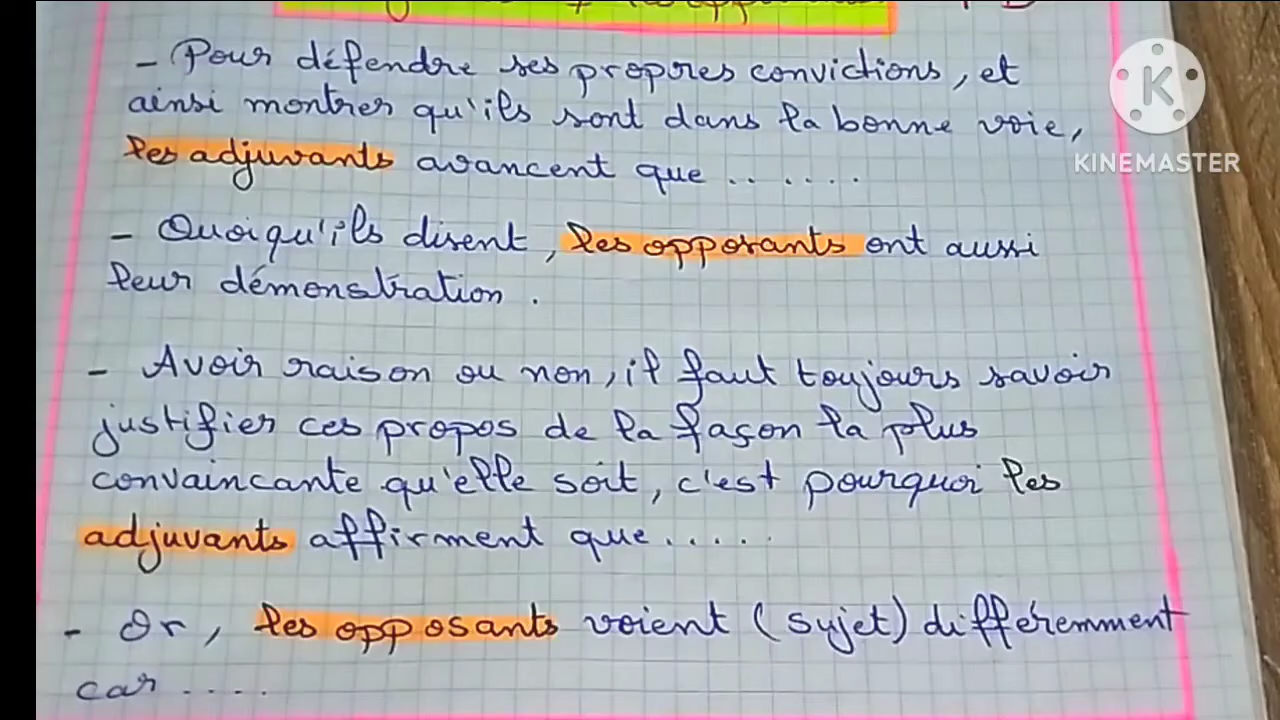 - Pour défendre ses propres convictions, et
ainsi montrer qu'ils sont dans la bonne voie,
les adjuvants avancent que .......
- Quoiqu'ils disent, les opposants ont aussi
leur démonstration.
- Avoir raison ou non, il faut toujours savoir
justifier ces propos de la façon la plus
convaincante qu'elle soit, c'est pourquoi les
adjuvants affirment que.....
- Or, les opposants voient (sujet) différemment
car ....
K
KINEMASTER